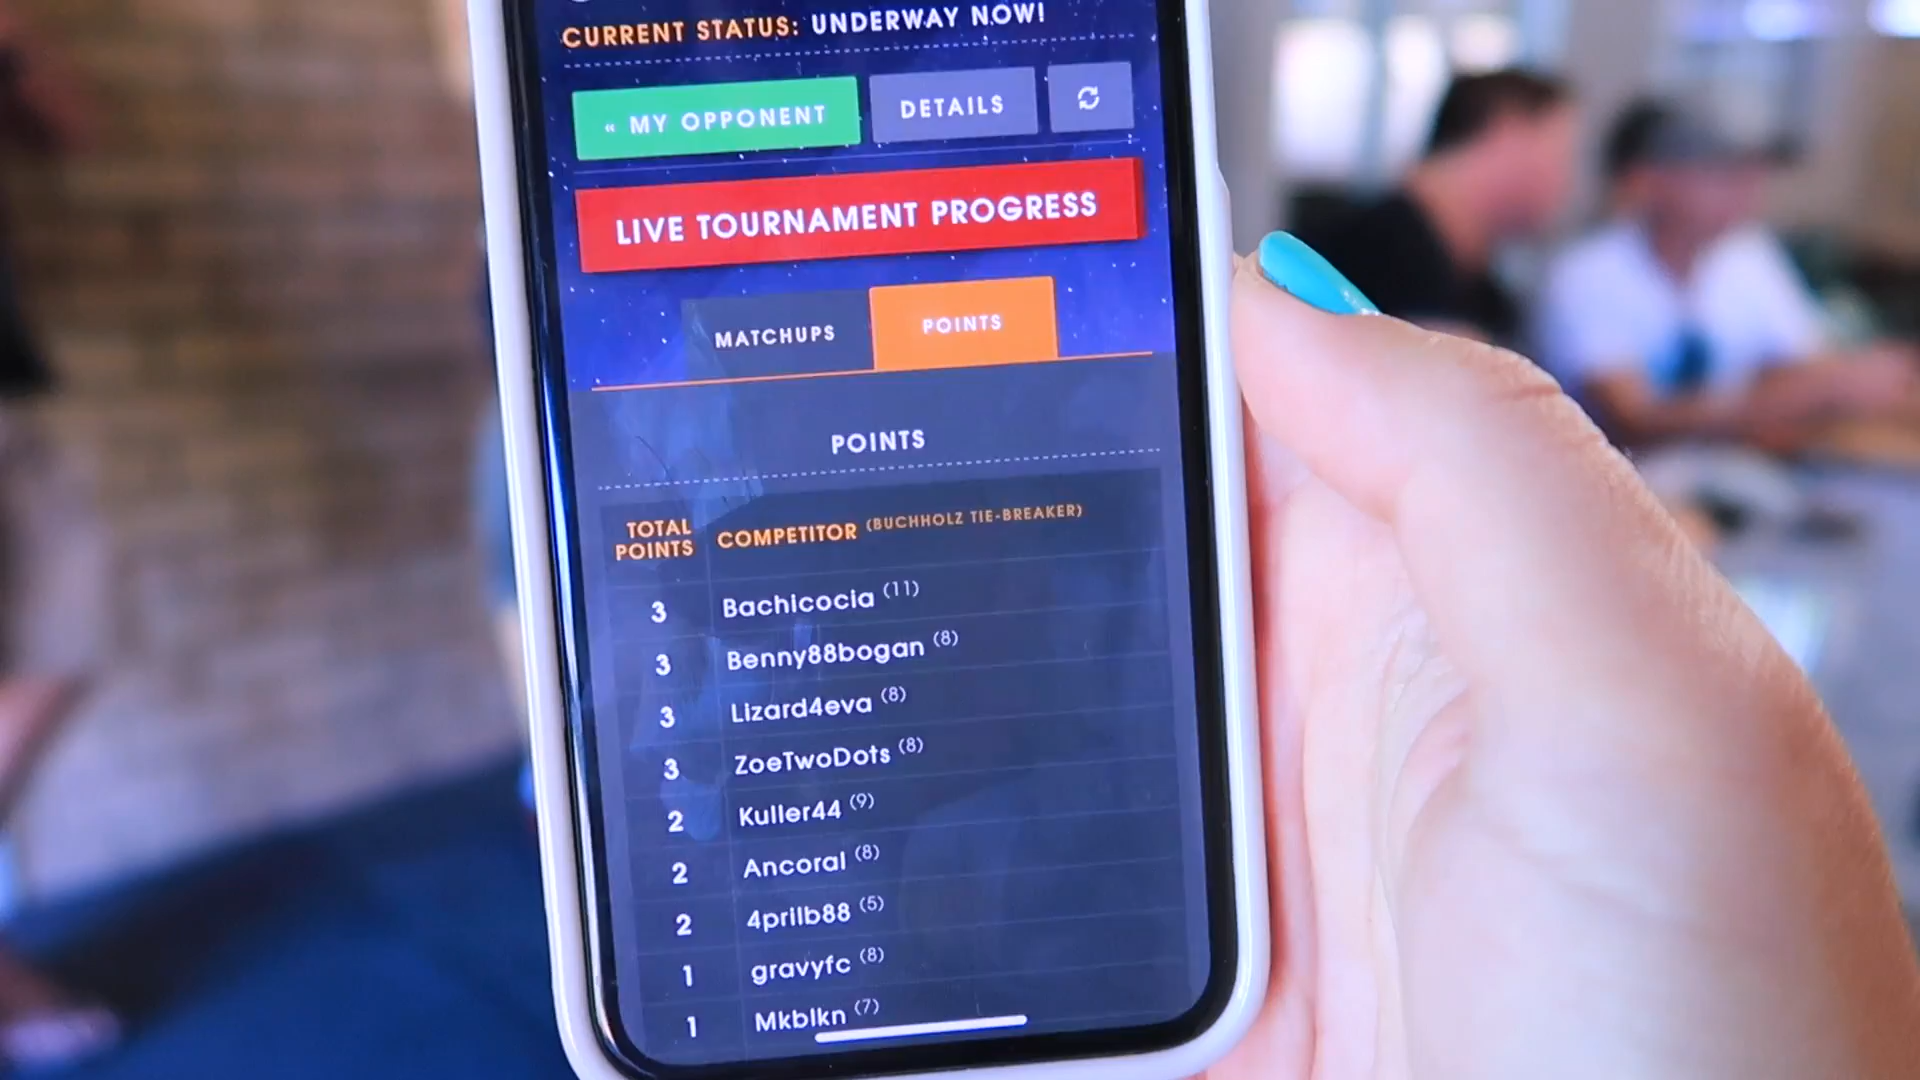 CURRENT STATUS: UNDERWAY NOW!
« MY OPPONENT
DETAILS
LIVE TOURNAMENT PROGRESS
MATCHUPS
POINTS
POINTS
TOTAL POINTS
COMPETITOR (BUCHHOLZ TIE-BREAKER)
3 Bachicocia (11)
3 Benny88bogan (8)
3 Lizard4eva (8)
3 ZoeTwoDots (8)
2 Kuller44 (9)
2 Ancoral (8)
2 4prilb88 (5)
1 gravyfc (8)
1 Mkblkn (7)